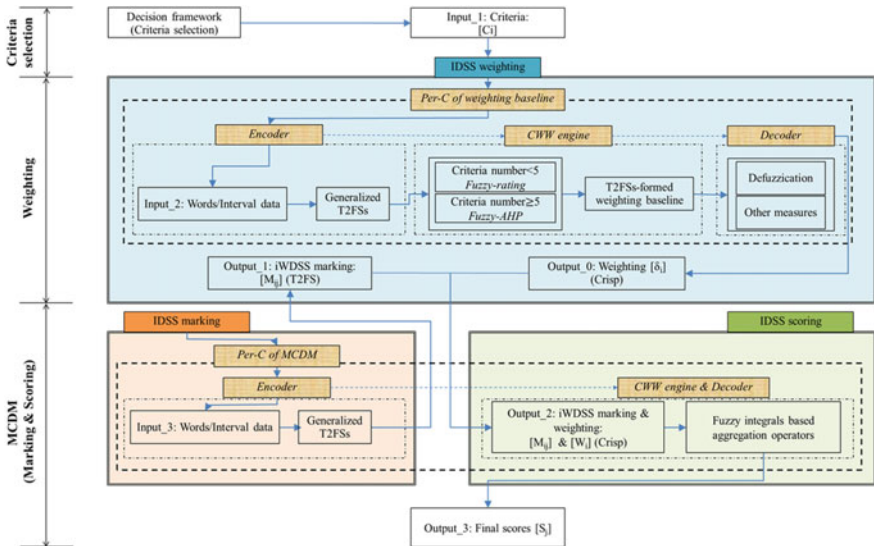 Criteria
selection
Decision framework
(Criteria selection)
Input_1: Criteria:
[Ci]
IDSS weighting
Weighting
Per-C of weighting baseline
Encoder
CWW engine
Decoder
Input_2: Words/Interval data
Generalized
T2FSs
Criteria number<5
Fuzzy-rating
Criteria number≥5
Fuzzy-AHP
T2FSs-formed
weighting baseline
Defuzzication
Other measures
Output_1: iWDSS marking:
[Mij] (T2FS)
Output_0: Weighting [δi]
(Crisp)
MCDM
(Marking & Scoring)
IDSS marking
IDSS scoring
Per-C of MCDM
Encoder
CWW engine & Decoder
Input_3: Words/Interval data
Generalized
T2FSs
Output_2: iWDSS marking &
weighting:
[Mij] & [Wi] (Crisp)
Fuzzy integrals based
aggregation operators
Output_3: Final scores [Sj]